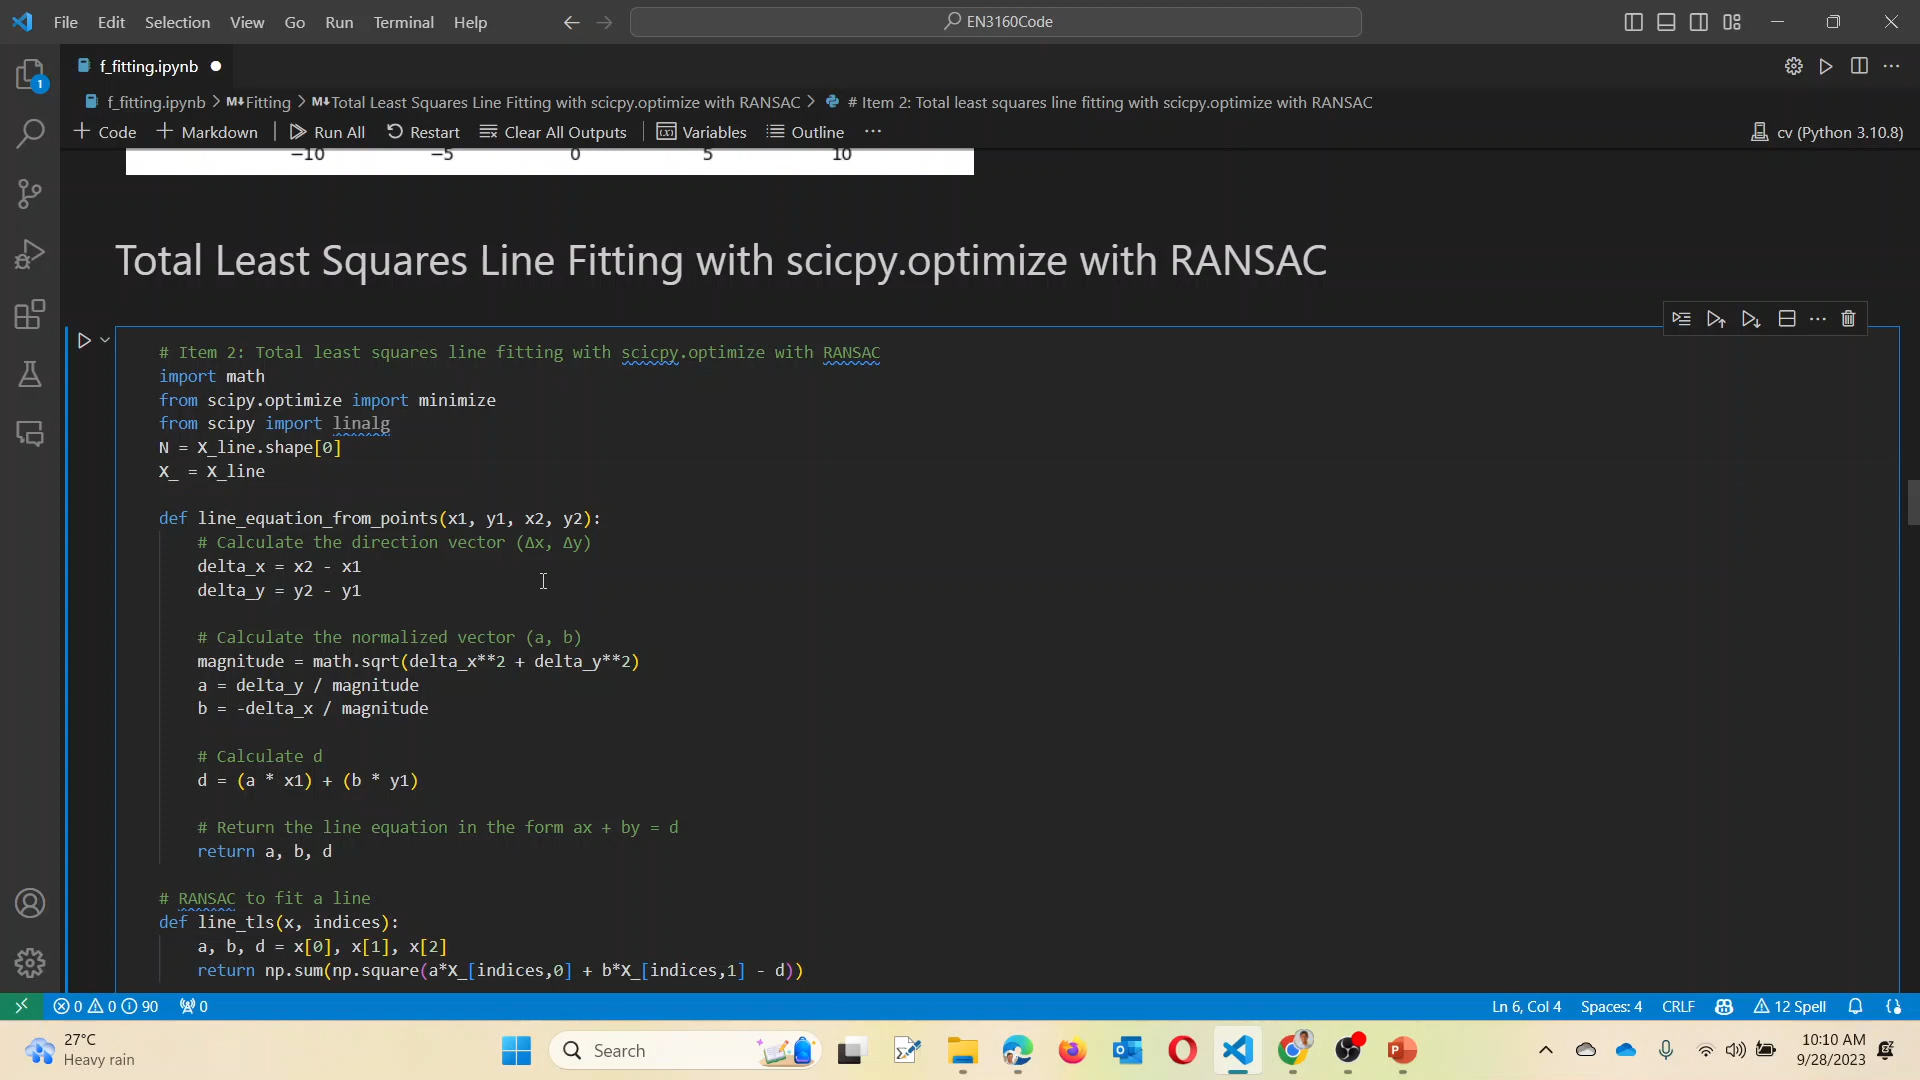 File Edit Selection View Go Run Terminal Help EN3160Code
1
f_fitting.ipynb
f_fitting.ipynb > M↓Fitting > M↓Total Least Squares Line Fitting with scicpy.optimize with RANSAC > # Item 2: Total least squares line fitting with scicpy.optimize with RANSAC
+ Code + Markdown Run All Restart Clear All Outputs (x) Variables Outline ··· cv (Python 3.10.8)
−10 −5 0 5 10
Total Least Squares Line Fitting with scicpy.optimize with RANSAC
# Item 2: Total least squares line fitting with scicpy.optimize with RANSAC
import math
from scipy.optimize import minimize
from scipy import linalg
N = X_line.shape[0]
X_ = X_line
def line_equation_from_points(x1, y1, x2, y2):
# Calculate the direction vector (Δx, Δy)
delta_x = x2 - x1
delta_y = y2 - y1
# Calculate the normalized vector (a, b)
magnitude = math.sqrt(delta_x**2 + delta_y**2)
a = delta_y / magnitude
b = -delta_x / magnitude
# Calculate d
d = (a * x1) + (b * y1)
# Return the line equation in the form ax + by = d
return a, b, d
# RANSAC to fit a line
def line_tls(x, indices):
a, b, d = x[0], x[1], x[2]
return np.sum(np.square(a*X_[indices,0] + b*X_[indices,1] - d))
0 0 90 0 Ln 6, Col 4 Spaces: 4 CRLF 12 Spell
27°C
Heavy rain
Search
10:10 AM
9/28/2023